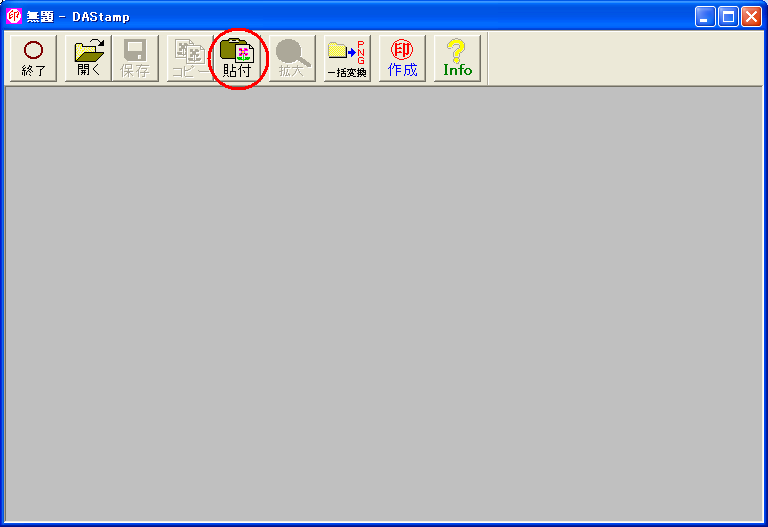 印 無題 - DAStamp
終了
開く
保存
コピー
貼付
拡大
PNG
一括変換
印
作成
?
Info